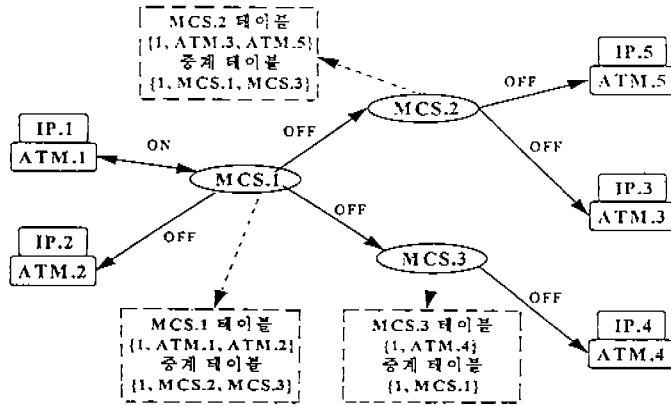 MCS.2 테이블
{1, ATM.3, ATM.5}
중계 테이블
{1, MCS.1, MCS.3}
IP.5
ATM.5
OFF
MCS.2
OFF
IP.1
ATM.1
ON
MCS.1
OFF
IP.3
ATM.3
OFF
IP.2
ATM.2
OFF
MCS.3
OFF
IP.4
ATM.4
MCS.1 테이블
{1, ATM.1, ATM.2}
중계 테이블
{1, MCS.2, MCS.3}
MCS.3 테이블
{1, ATM.4}
중계 테이블
{1, MCS.1}